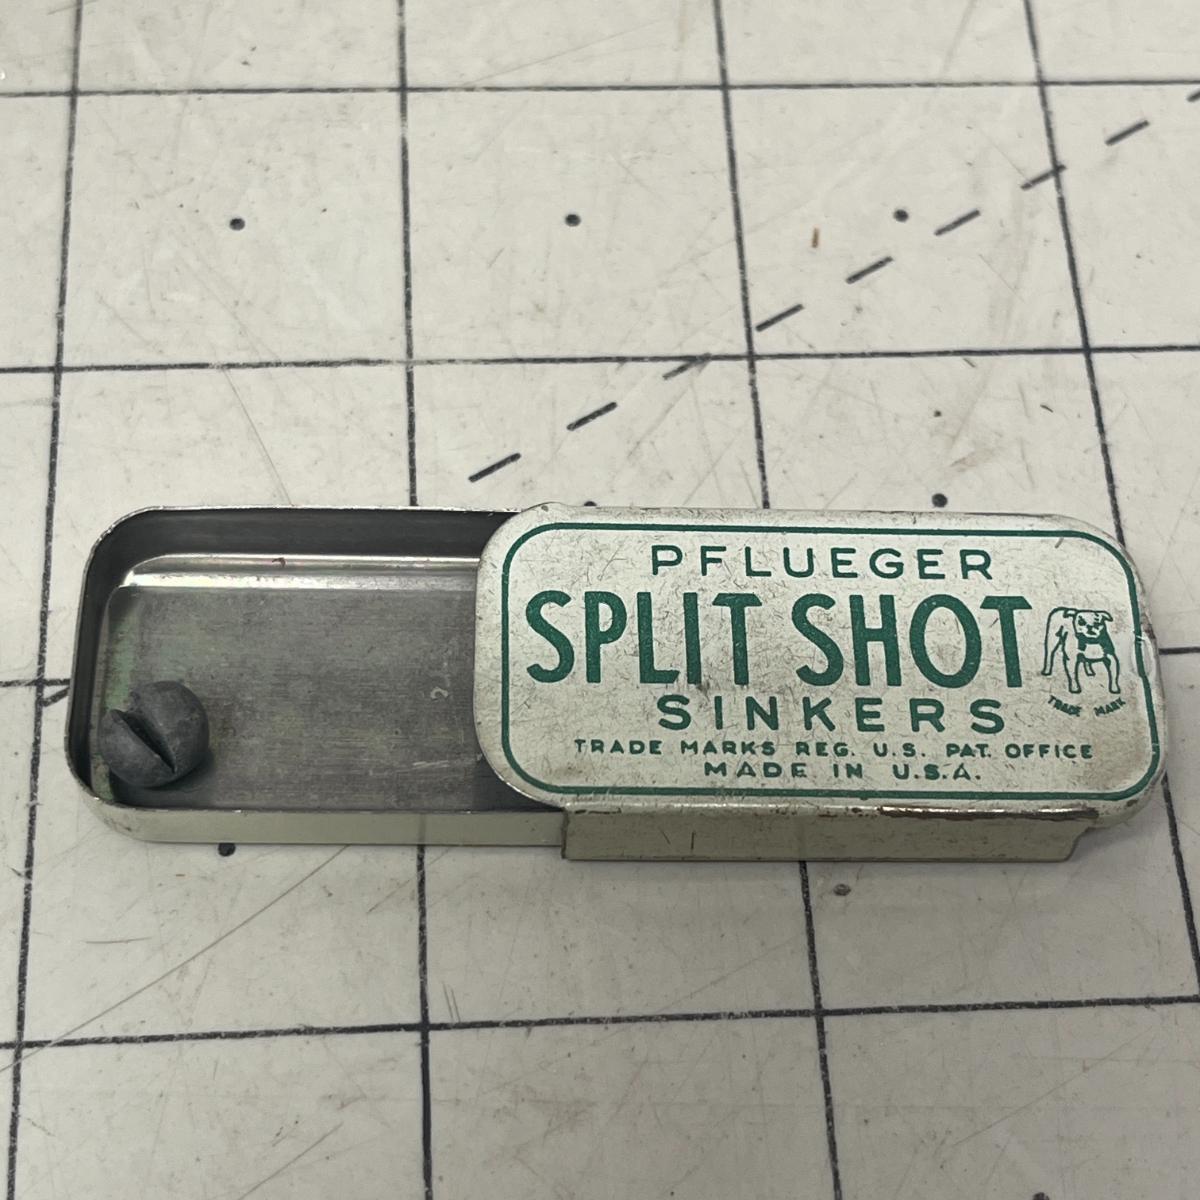 PFLUEGER
SPLIT SHOT
SINKERS
TRADE MARK
TRADE MARKS REG. U.S. PAT. OFFICE
MADE IN U.S.A.